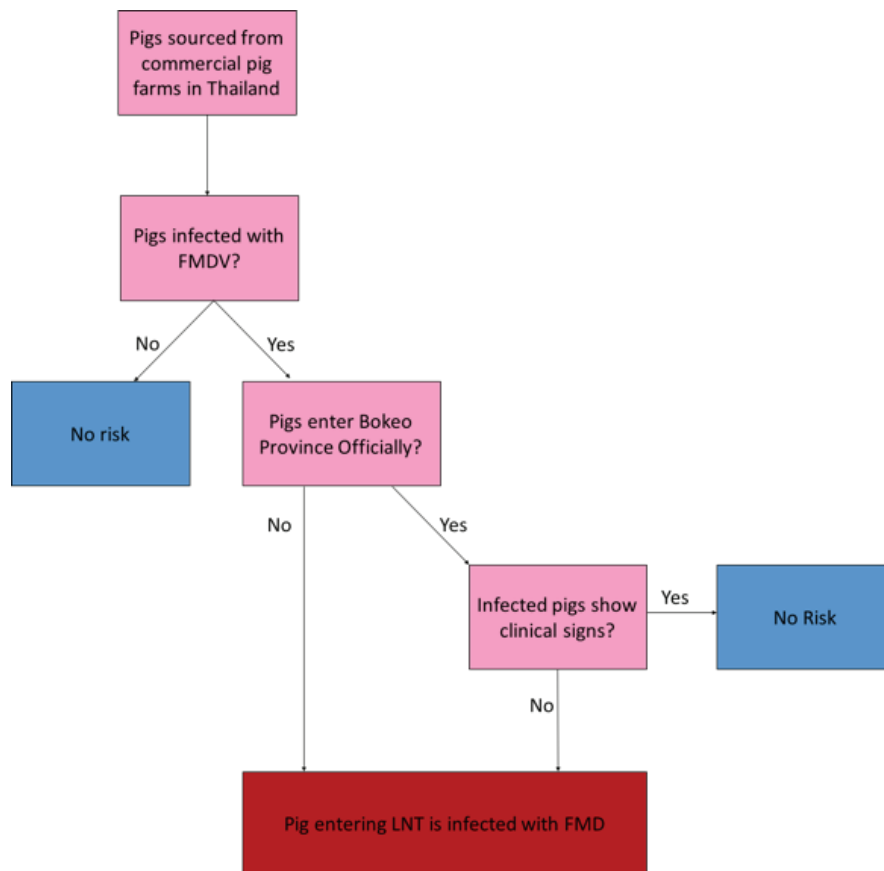 Pigs sourced from
commercial pig
farms in Thailand
Pigs infected with
FMDV?
No
Yes
No risk
Pigs enter Bokeo
Province Officially?
No
Yes
Infected pigs show
clinical signs?
Yes
No Risk
No
Pig entering LNT is infected with FMD